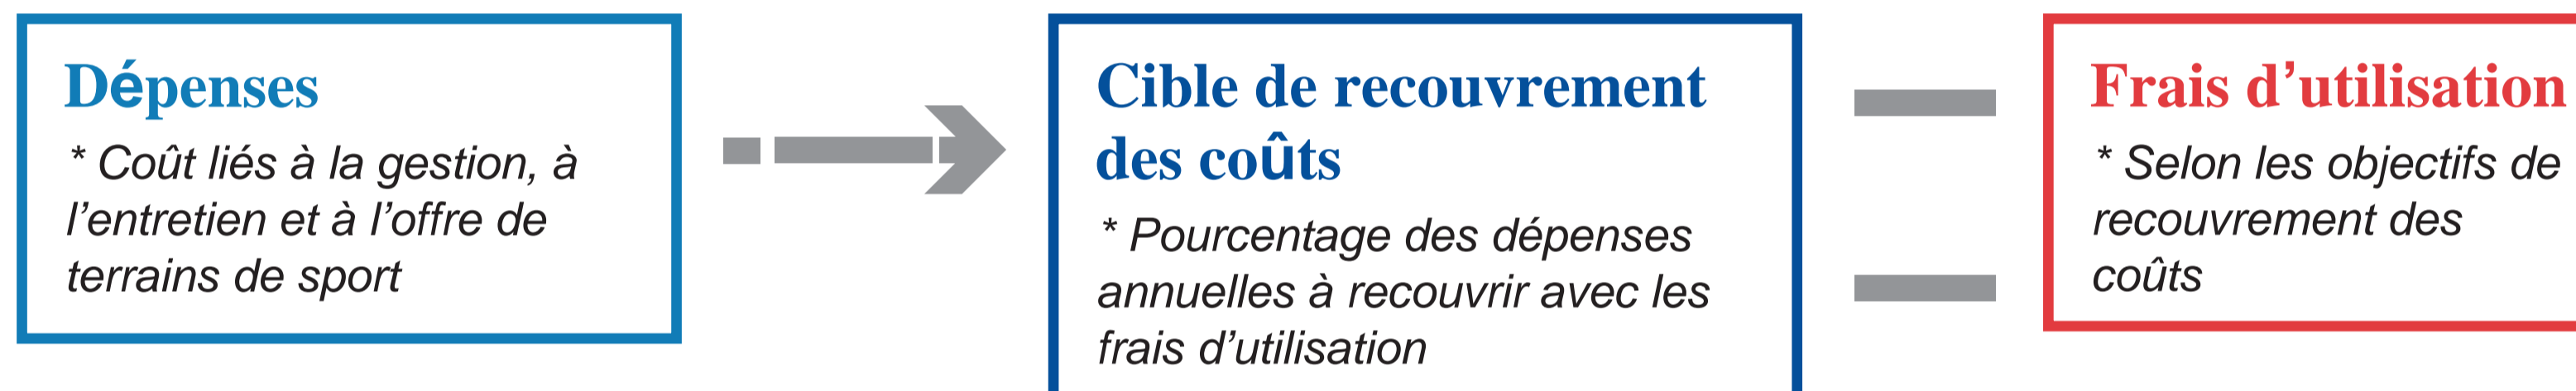 Dépenses
* Coût liés à la gestion, à
l’entretien et à l’offre de
terrains de sport
Cible de recouvrement
des coûts
* Pourcentage des dépenses
annuelles à recouvrir avec les
frais d’utilisation
Frais d’utilisation
* Selon les objectifs de
recouvrement des
coûts